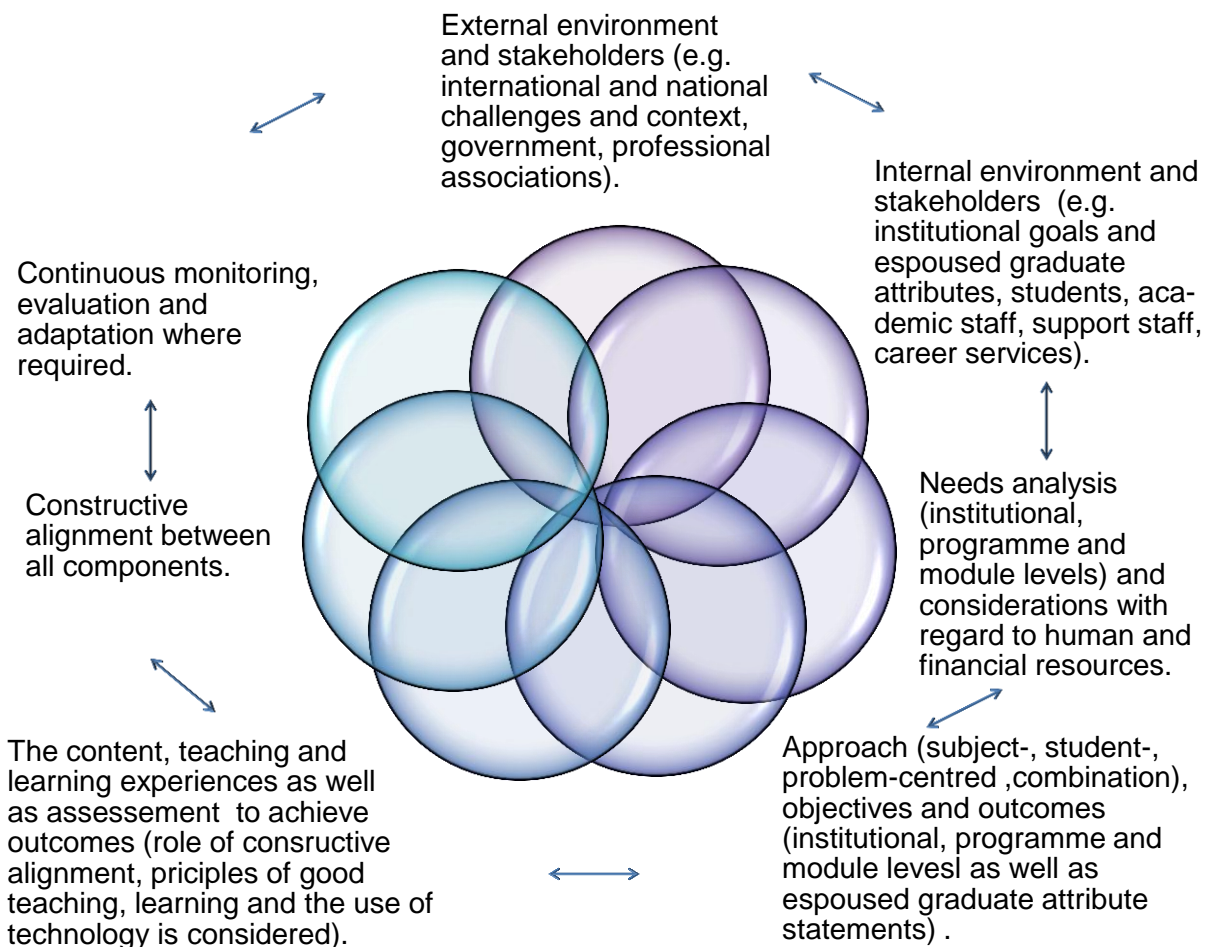 External environment
and stakeholders (e.g.
international and national
challenges and context,
government, professional
associations).
Internal environment and
stakeholders (e.g.
institutional goals and
espoused graduate
attributes, students, aca-
demic staff, support staff,
career services).
Needs analysis
(institutional,
programme and
module levels) and
considerations with
regard to human and
financial resources.
Approach (subject-, student-,
problem-centred ,combination),
objectives and outcomes
(institutional, programme and
module levesl as well as
espoused graduate attribute
statements) .
The content, teaching and
learning experiences as well
as assessement to achieve
outcomes (role of consructive
alignment, priciples of good
teaching, learning and the use of
technology is considered).
Constructive
alignment between
all components.
Continuous monitoring,
evaluation and
adaptation where
required.